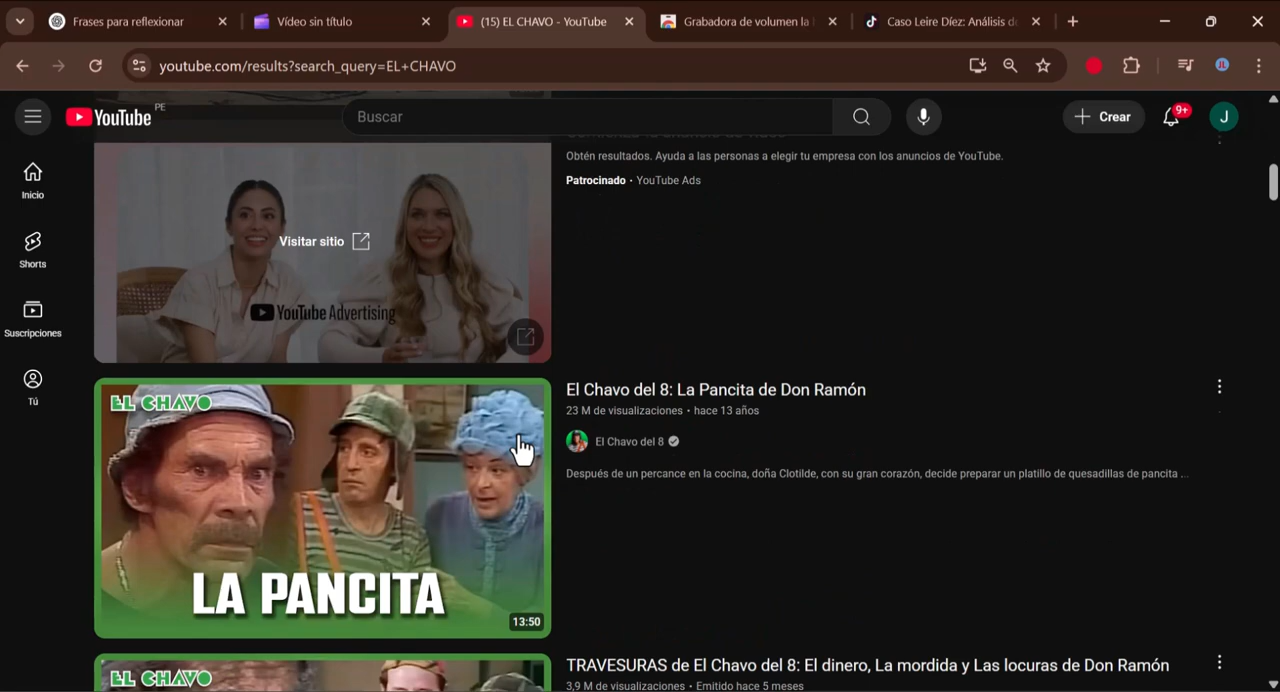 Frases para reflexionar
Vídeo sin título
(15) EL CHAVO - YouTube
Grabadora de volumen la
Caso Leire Díez: Análisis de
youtube.com/results?search_query=EL+CHAVO
JL
YouTube PE
Buscar
Crear
9+
J
Inicio
Shorts
Suscripciones
Tú
Obtén resultados. Ayuda a las personas a elegir tu empresa con los anuncios de YouTube.
Patrocinado · YouTube Ads
Visitar sitio
YouTube Advertising
EL CHAVO
LA PANCITA
13:50
El Chavo del 8: La Pancita de Don Ramón
23 M de visualizaciones · hace 13 años
El Chavo del 8
Después de un percance en la cocina, doña Clotilde, con su gran corazón, decide preparar un platillo de quesadillas de pancita ...
EL CHAVO
TRAVESURAS de El Chavo del 8: El dinero, La mordida y Las locuras de Don Ramón
3,9 M de visualizaciones · Emitido hace 5 meses